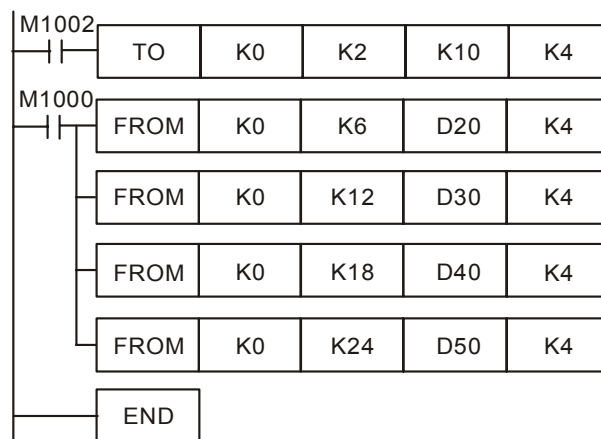 M1002
TO K0 K2 K10 K4
M1000
FROM K0 K6 D20 K4
FROM K0 K12 D30 K4
FROM K0 K18 D40 K4
FROM K0 K24 D50 K4
END